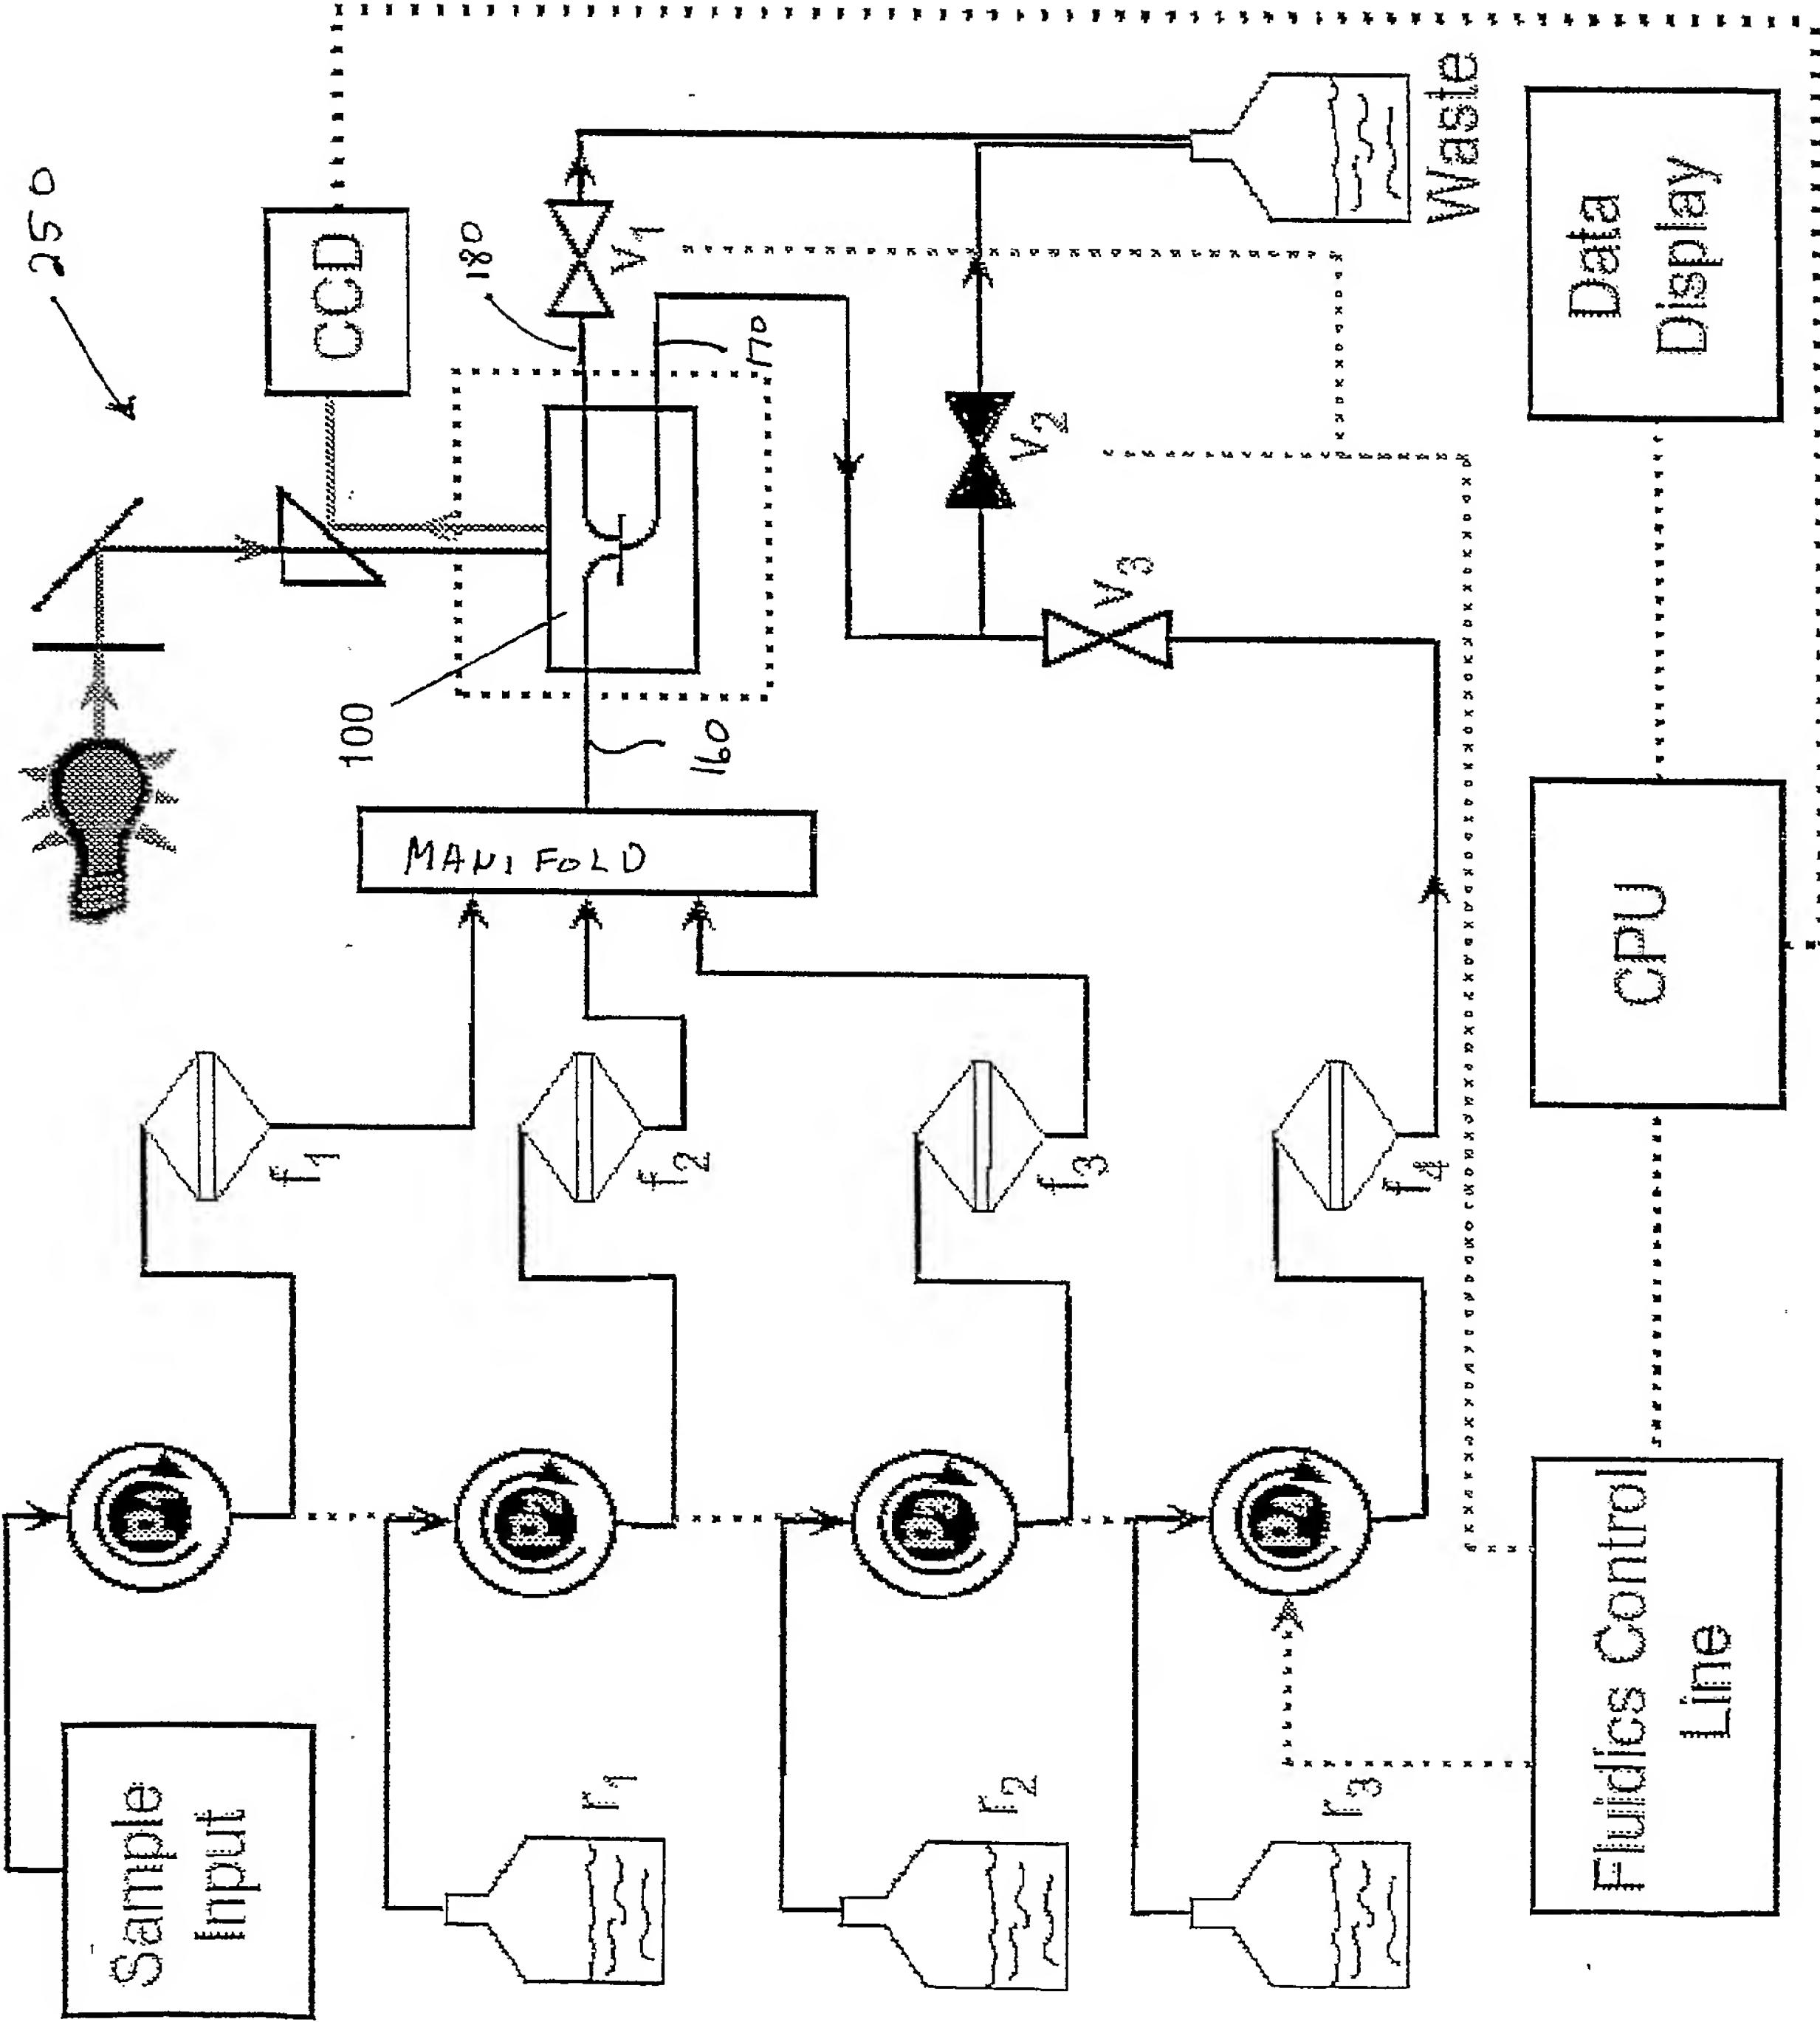 250
CCD
180
V1
170
100
160
MANIFOLD
V2
V3
Waste
f1
f2
f3
f4
Sample
Input
r1
r2
r3
Fluidics Control
Line
CPU
Data
Display